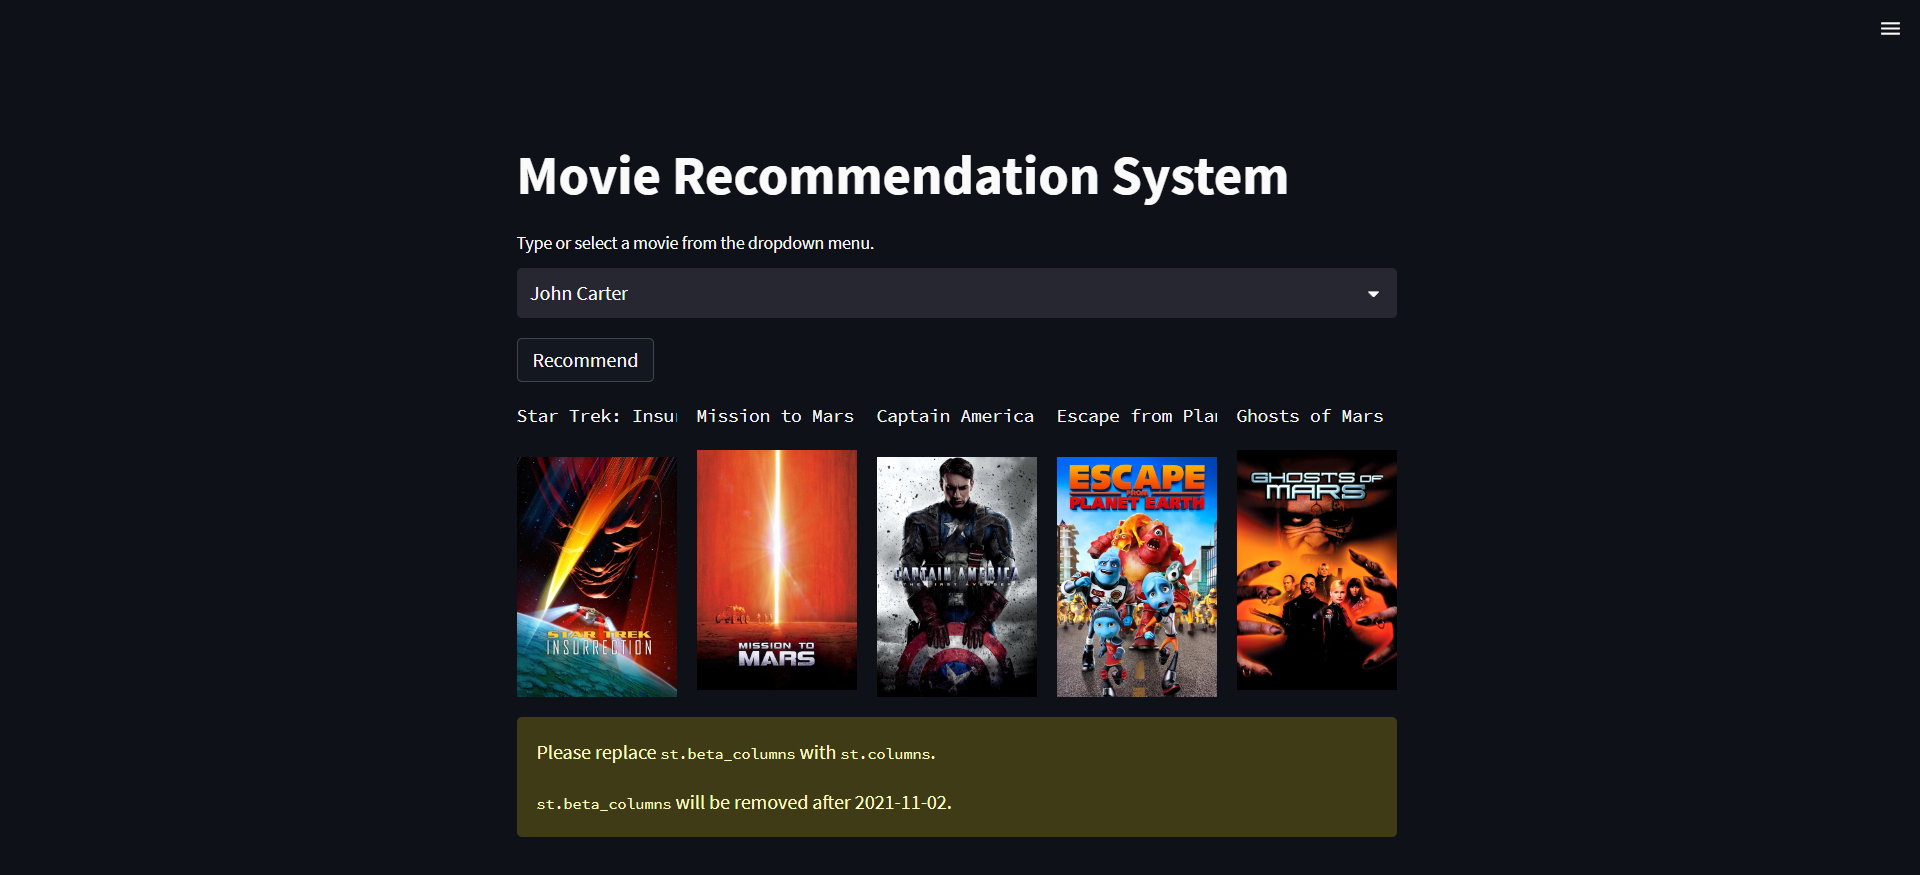 Movie Recommendation System
Type or select a movie from the dropdown menu.
John Carter
Recommend
Star Trek: Insu
Mission to Mars
Captain America
Escape from Pla
Ghosts of Mars
STAR TREK
INSURRECTION
MISSION TO
MARS
CAPTAIN AMERICA
THE FIRST AVENGER
ESCAPE
FROM
PLANET EARTH
GHOSTS OF
MARS
Please replace st.beta_columns with st.columns.
st.beta_columns will be removed after 2021-11-02.